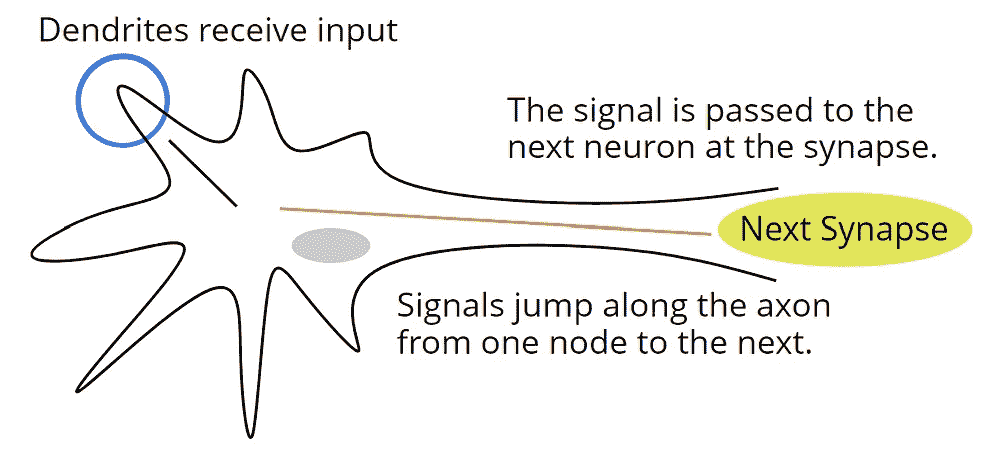 Dendrites receive input
The signal is passed to the
next neuron at the synapse.
Next Synapse
Signals jump along the axon
from one node to the next.